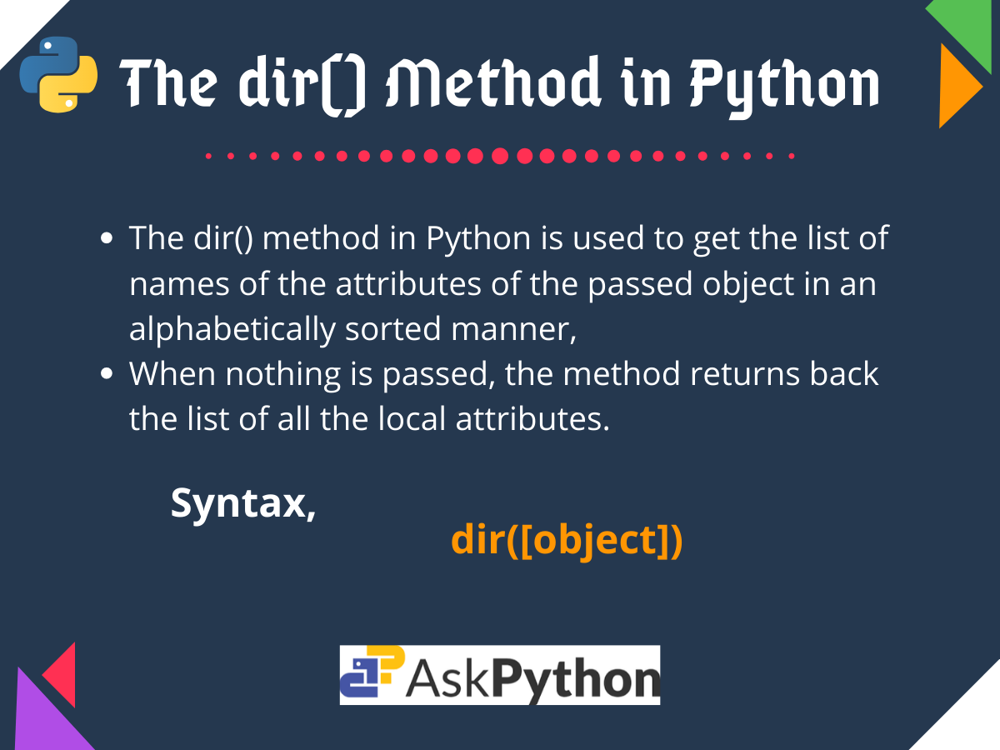 The dir() Method in Python
• The dir() method in Python is used to get the list of
names of the attributes of the passed object in an
alphabetically sorted manner,
• When nothing is passed, the method returns back
the list of all the local attributes.
Syntax,
dir([object])
AskPython